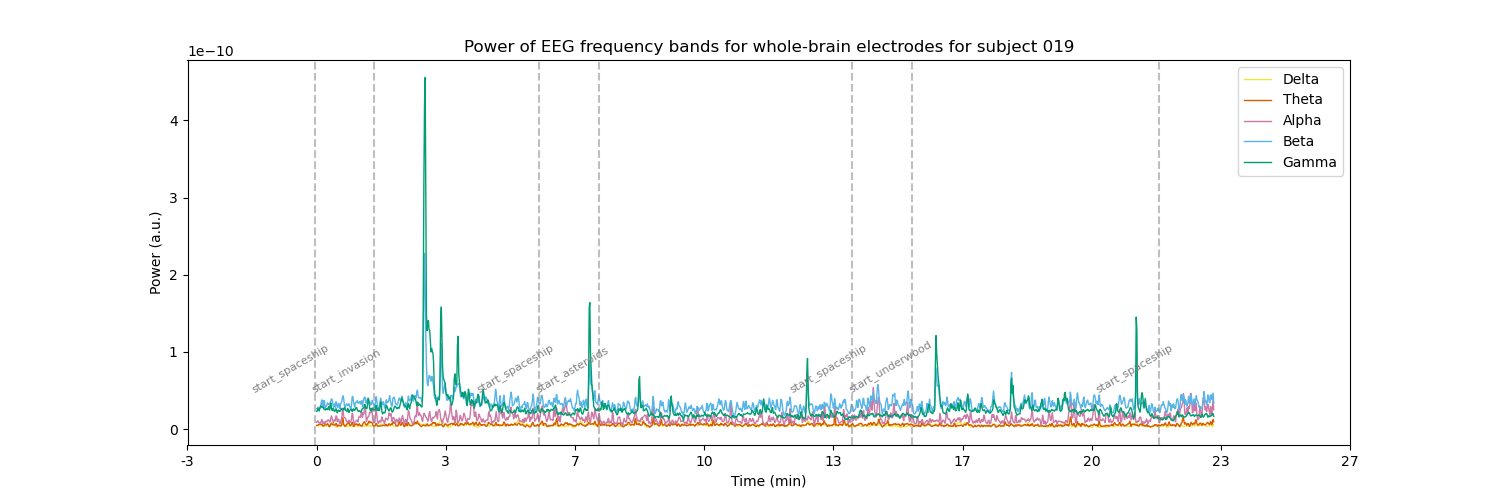 Power of EEG frequency bands for whole-brain electrodes for subject 019
1e−10
Delta
Theta
Alpha
Beta
Gamma
4
3
2
1
0
Power (a.u.)
start_spaceship
start_invasion
start_spaceship
start_asteroids
start_spaceship
start_underwood
start_spaceship
-3
0
3
7
10
13
17
20
23
27
Time (min)